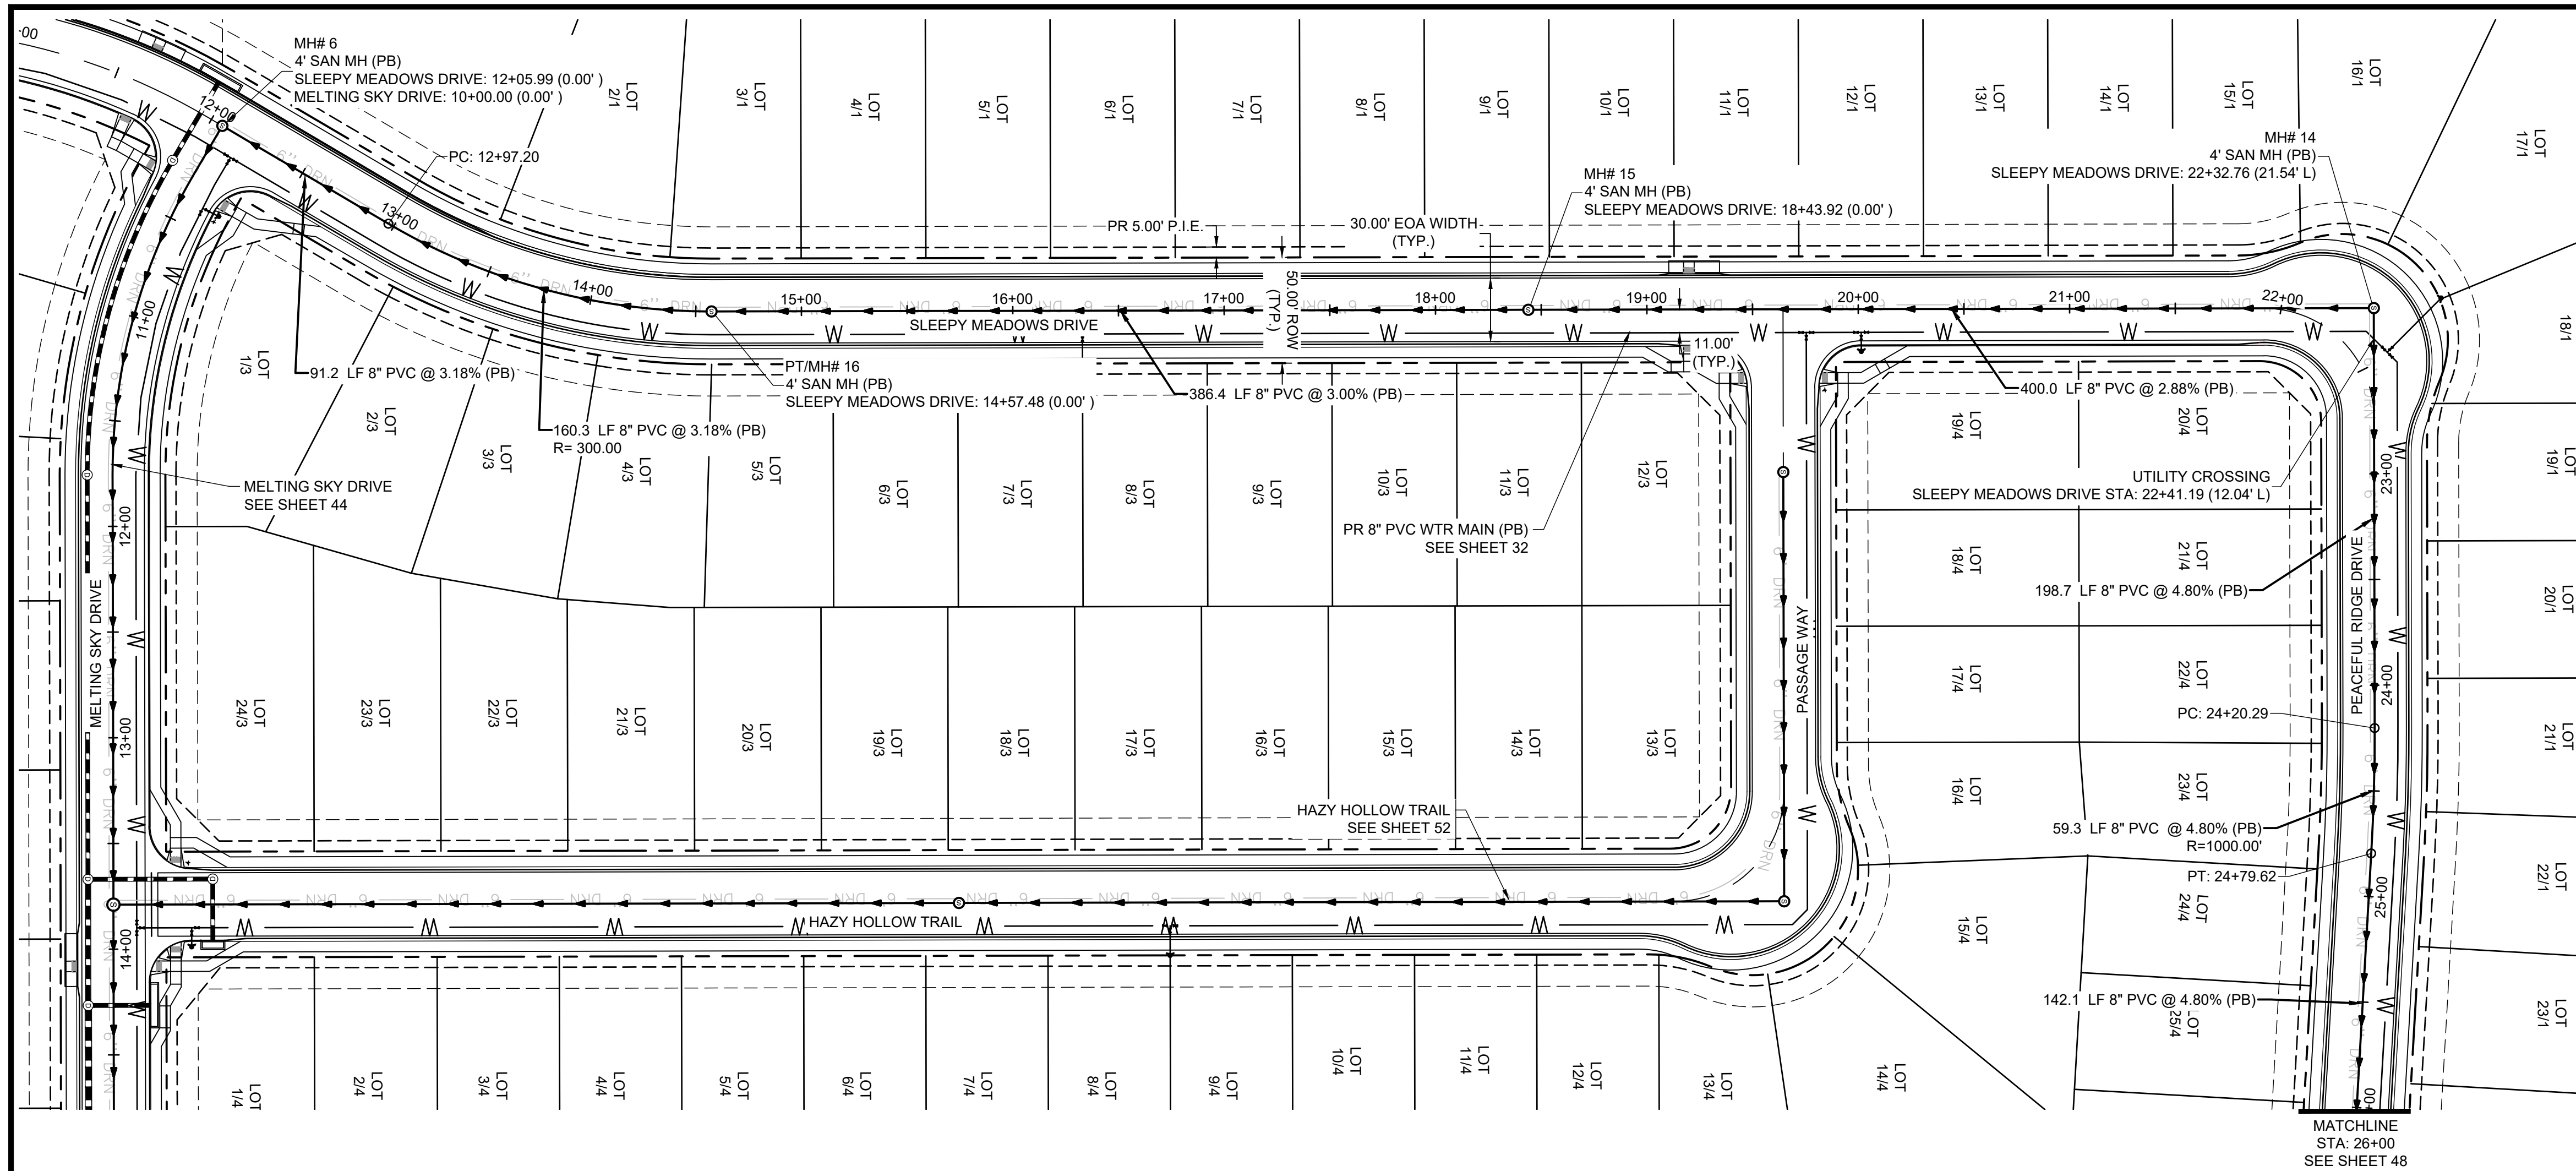 -00
MH# 6
4' SAN MH (PB)
SLEEPY MEADOWS DRIVE: 12+05.99 (0.00' )
MELTING SKY DRIVE: 10+00.00 (0.00' )
12+00
PC: 12+97.20
13+00
14+00
15+00
16+00
17+00
18+00
19+00
20+00
21+00
22+00
LOT
2/1
LOT
3/1
LOT
4/1
LOT
5/1
LOT
6/1
LOT
7/1
LOT
8/1
LOT
9/1
LOT
10/1
LOT
11/1
LOT
12/1
LOT
13/1
LOT
14/1
LOT
15/1
LOT
16/1
LOT
17/1
18/1
LOT
19/1
LOT
20/1
LOT
21/1
LOT
22/1
LOT
23/1
MH# 14
4' SAN MH (PB)
SLEEPY MEADOWS DRIVE: 22+32.76 (21.54' L)
MH# 15
4' SAN MH (PB)
SLEEPY MEADOWS DRIVE: 18+43.92 (0.00' )
PR 5.00' P.I.E.
30.00' EOA WIDTH
(TYP.)
50.00' ROW
(TYP.)
SLEEPY MEADOWS DRIVE
11.00'
(TYP.)
PT/MH# 16
4' SAN MH (PB)
SLEEPY MEADOWS DRIVE: 14+57.48 (0.00' )
91.2 LF 8" PVC @ 3.18% (PB)
160.3 LF 8" PVC @ 3.18% (PB)
R= 300.00
386.4 LF 8" PVC @ 3.00% (PB)
400.0 LF 8" PVC @ 2.88% (PB)
UTILITY CROSSING
SLEEPY MEADOWS DRIVE STA: 22+41.19 (12.04' L)
MELTING SKY DRIVE
SEE SHEET 44
PR 8" PVC WTR MAIN (PB)
SEE SHEET 32
198.7 LF 8" PVC @ 4.80% (PB)
PC: 24+20.29
59.3 LF 8" PVC @ 4.80% (PB)
R=1000.00'
PT: 24+79.62
142.1 LF 8" PVC @ 4.80% (PB)
HAZY HOLLOW TRAIL
SEE SHEET 52
HAZY HOLLOW TRAIL
MELTING SKY DRIVE
PASSAGE WAY
PEACEFUL RIDGE DRIVE
11+00
12+00
13+00
14+00
23+00
24+00
25+00
+00
LOT
1/3
LOT
2/3
LOT
3/3
LOT
4/3
LOT
5/3
LOT
6/3
LOT
7/3
LOT
8/3
LOT
9/3
LOT
10/3
LOT
11/3
LOT
12/3
LOT
24/3
LOT
23/3
LOT
22/3
LOT
21/3
LOT
20/3
LOT
19/3
LOT
18/3
LOT
17/3
LOT
16/3
LOT
15/3
LOT
14/3
LOT
13/3
LOT
19/4
LOT
20/4
LOT
18/4
LOT
21/4
LOT
17/4
LOT
22/4
LOT
16/4
LOT
23/4
LOT
15/4
LOT
24/4
LOT
25/4
LOT
1/4
LOT
2/4
LOT
3/4
LOT
4/4
LOT
5/4
LOT
6/4
LOT
7/4
LOT
8/4
LOT
9/4
LOT
10/4
LOT
11/4
LOT
12/4
LOT
13/4
LOT
14/4
MATCHLINE
STA: 26+00
SEE SHEET 48